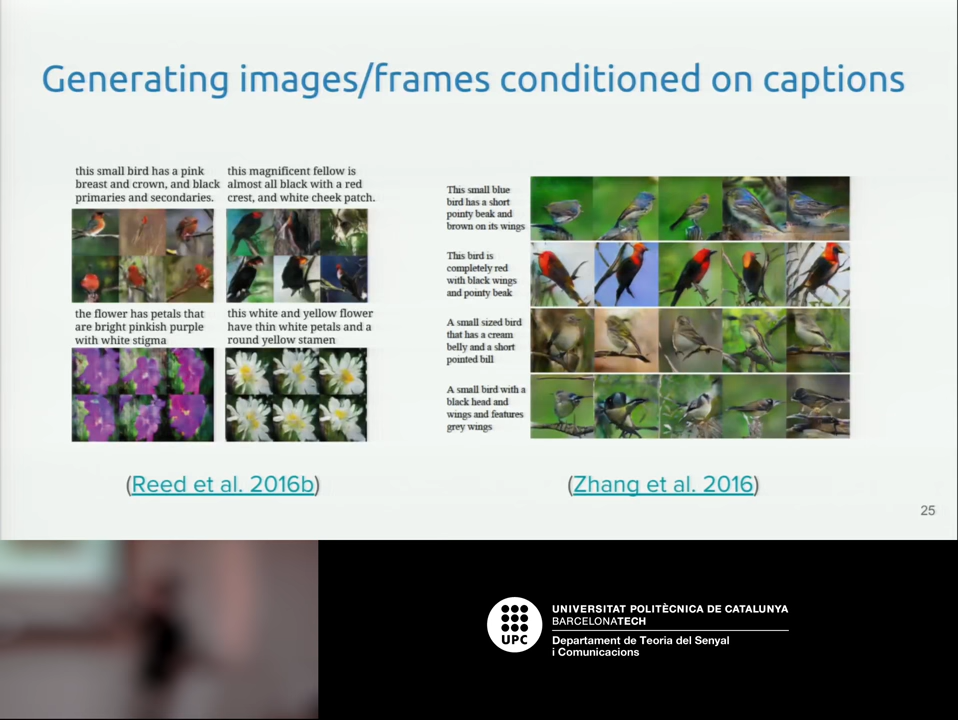 Generating images/frames conditioned on captions
this small bird has a pink
breast and crown, and black
primaries and secondaries.
this magnificent fellow is
almost all black with a red
crest, and white cheek patch.
the flower has petals that
are bright pinkish purple
with white stigma
this white and yellow flower
have thin white petals and a
round yellow stamen
(Reed et al. 2016b)
This small blue
bird has a short
pointy beak and
brown on its wings
This bird is
completely red
with black wings
and pointy beak
A small sized bird
that has a cream
belly and a short
pointed bill
A small bird with a
black head and
wings and features
grey wings
(Zhang et al. 2016)
25
UPC
UNIVERSITAT POLITÈCNICA DE CATALUNYA
BARCELONATECH
Departament de Teoria del Senyal
i Comunicacions